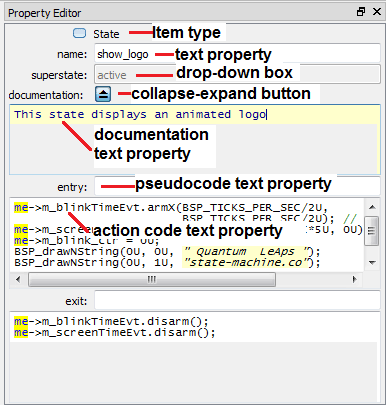 Property Editor
State Item type
name: show_logo text property
superstate: active drop-down box
documentation: collapse-expand button
This state displays an animated logo
documentation
text property
entry: pseudocode text property
me->m_blinkTimeEvt.armX(BSP_TICKS_PER_SEC/2U,
BSP_TICKS_PER_SEC/2U); //
me->m_scree *5U, 0U)
action code text property
me->m_blink_ctr = 0U;
BSP_drawNString(0U, 0U, " Quantum LeAps ");
BSP_drawNString(0U, 1U, "state-machine.co");
exit:
me->m_blinkTimeEvt.disarm();
me->m_screenTimeEvt.disarm();